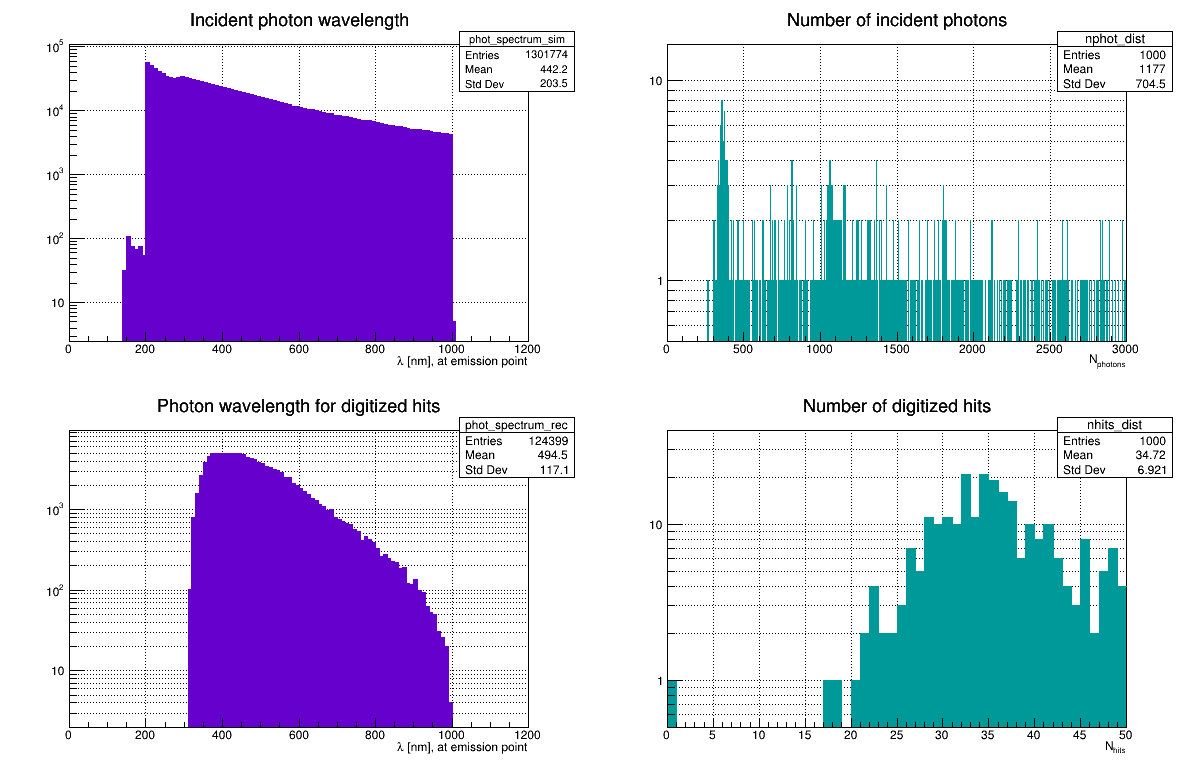 Incident photon wavelength
phot_spectrum_sim
Entries 1301774
Mean 442.2
Std Dev 203.5
10^5
10^4
10^3
10^2
10
0 200 400 600 800 1000 1200
λ [nm], at emission point
Number of incident photons
nphot_dist
Entries 1000
Mean 1177
Std Dev 704.5
10
1
0 500 1000 1500 2000 2500 3000
N_photons
Photon wavelength for digitized hits
phot_spectrum_rec
Entries 124399
Mean 494.5
Std Dev 117.1
10^3
10^2
10
0 200 400 600 800 1000 1200
λ [nm], at emission point
Number of digitized hits
nhits_dist
Entries 1000
Mean 34.72
Std Dev 6.921
10
1
0 5 10 15 20 25 30 35 40 45 50
N_hits